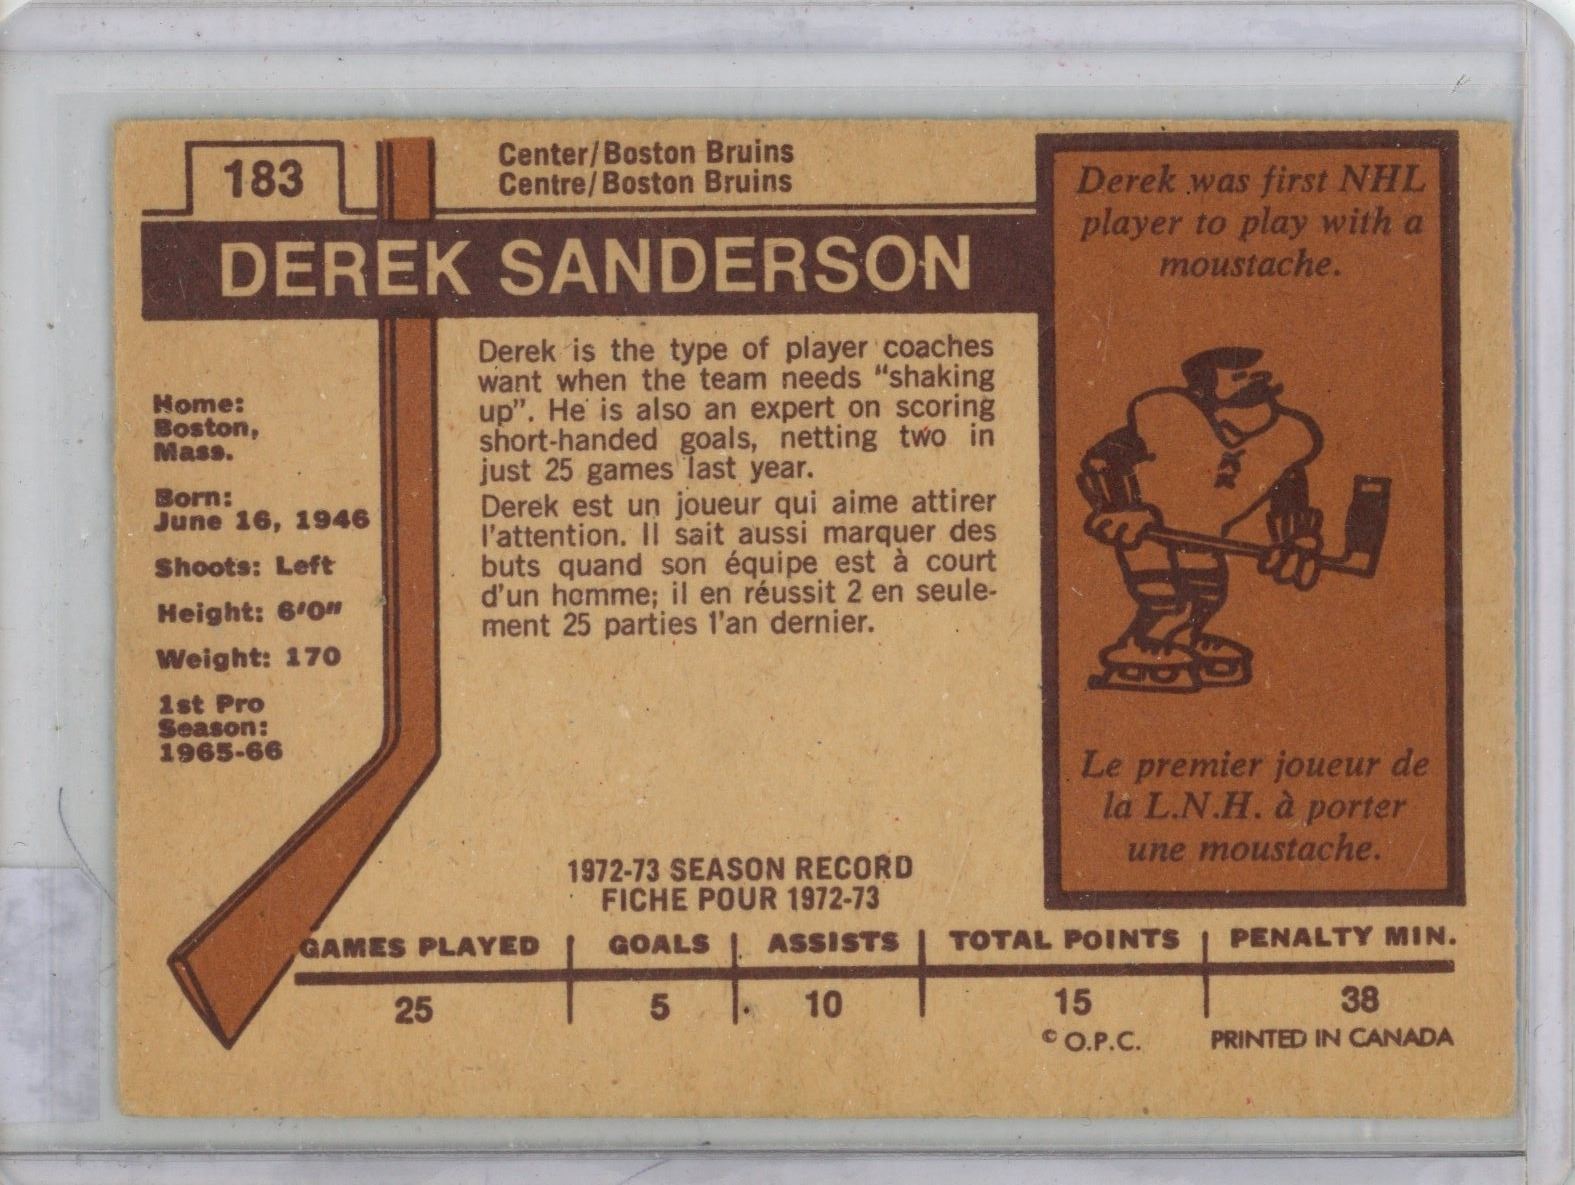 183
Center/Boston Bruins
Centre/Boston Bruins
DEREK SANDERSON
Home:
Boston,
Mass.
Born:
June 16, 1946
Shoots: Left
Height: 6'0"
Weight: 170
1st Pro
Season:
1965-66
Derek is the type of player coaches
want when the team needs "shaking
up". He is also an expert on scoring
short-handed goals, netting two in
just 25 games last year.
Derek est un joueur qui aime attirer
l'attention. Il sait aussi marquer des
buts quand son équipe est à court
d'un homme; il en réussit 2 en seule-
ment 25 parties l'an dernier.
Derek was first NHL
player to play with a
moustache.
Le premier joueur de
la L.N.H. à porter
une moustache.
1972-73 SEASON RECORD
FICHE POUR 1972-73
GAMES PLAYED GOALS ASSISTS TOTAL POINTS PENALTY MIN.
25 5 10 15 38
© O.P.C. PRINTED IN CANADA